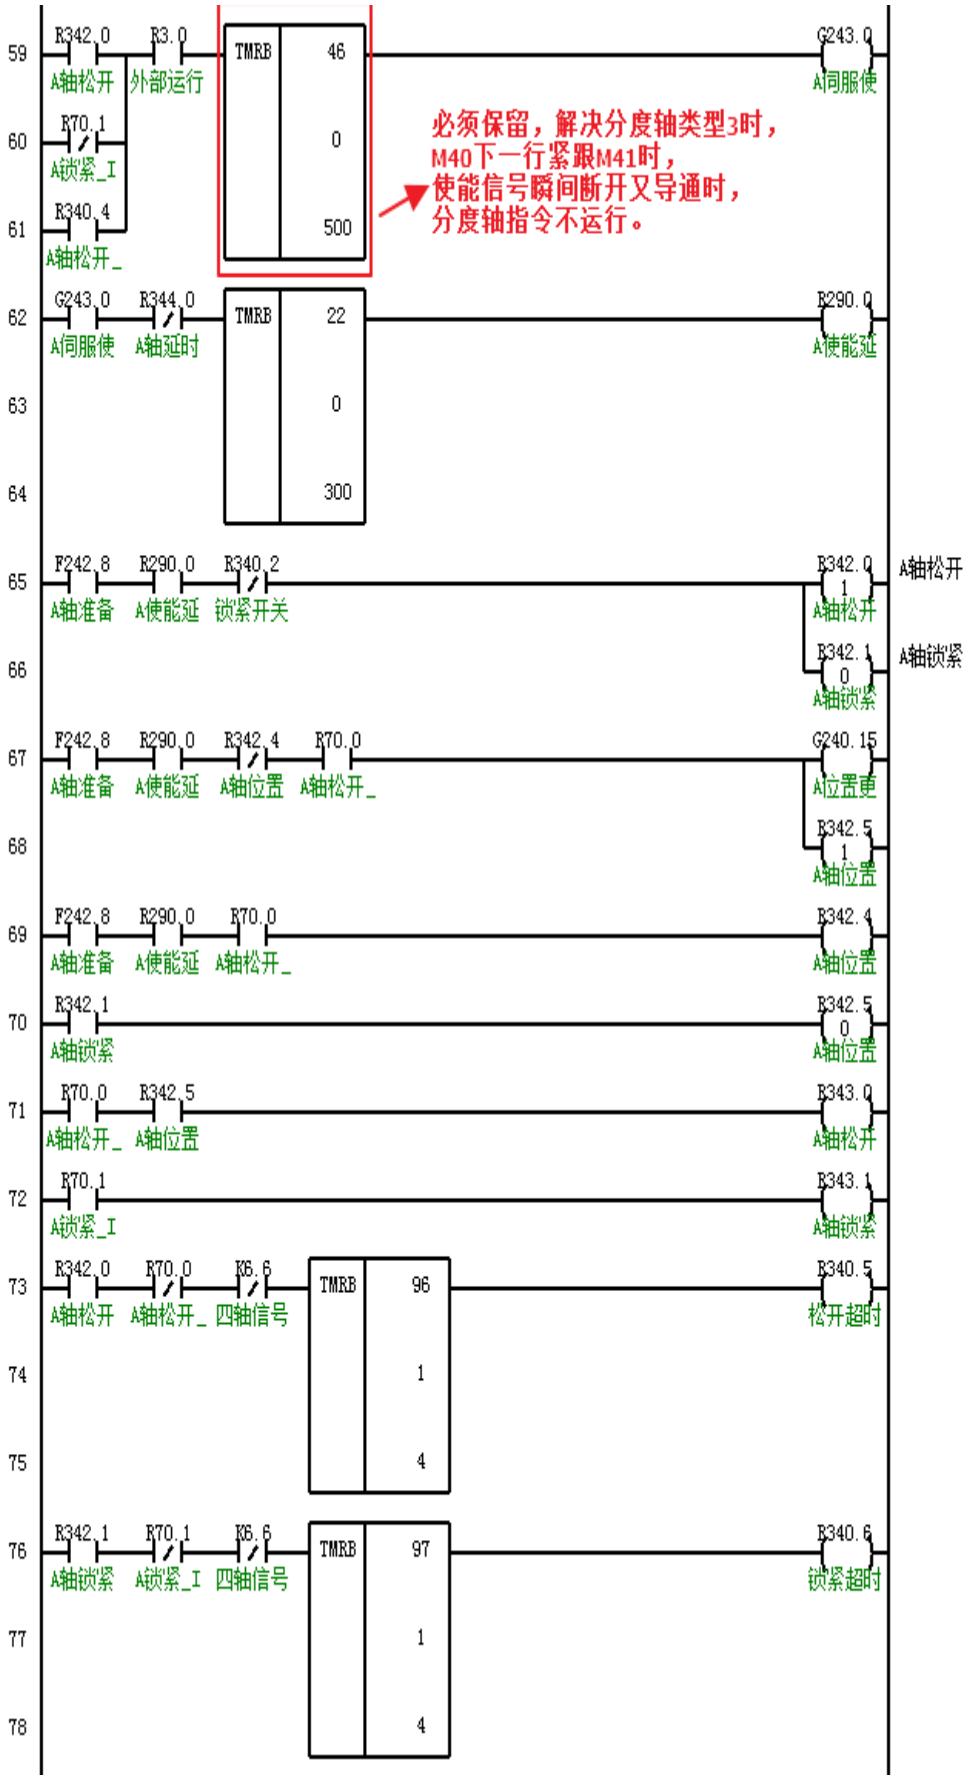 R342.0 R3.0 G243.0
59 TMRB 46
A轴松开 外部运行 A伺服使
必须保留，解决分度轴类型3时，
R70.1
60 0
M40下一行紧跟M41时，
A锁紧_I
使能信号瞬间断开又导通时，
R340.4
分度轴指令不运行。
61 500
A轴松开_
G243.0 R344.0 R290.0
62 TMRB 22
A伺服使 A轴延时 A使能延
63 0
64 300
F242.8 R290.0 R340.2 R342.0 A轴松开
65 1
A轴准备 A使能延 锁紧开关 A轴松开
R342.1 A轴锁紧
66 0
A轴锁紧
F242.8 R290.0 R342.4 R70.0 G240.15
67
A轴准备 A使能延 A轴位置 A轴松开_ A位置更
R342.5
68 1
A轴位置
F242.8 R290.0 R70.0 R342.4
69
A轴准备 A使能延 A轴松开_ A轴位置
R342.1 R342.5
70 0
A轴锁紧 A轴位置
R70.0 R342.5 R343.0
71
A轴松开_ A轴位置 A轴松开
R70.1 R343.1
72
A锁紧_I A轴锁紧
R342.0 R70.0 K6.6 R340.5
73 TMRB 96
A轴松开 A轴松开_ 四轴信号 松开超时
74 1
75 4
R342.1 R70.1 K6.6 R340.6
76 TMRB 97
A轴锁紧 A锁紧_I 四轴信号 锁紧超时
77 1
78 4